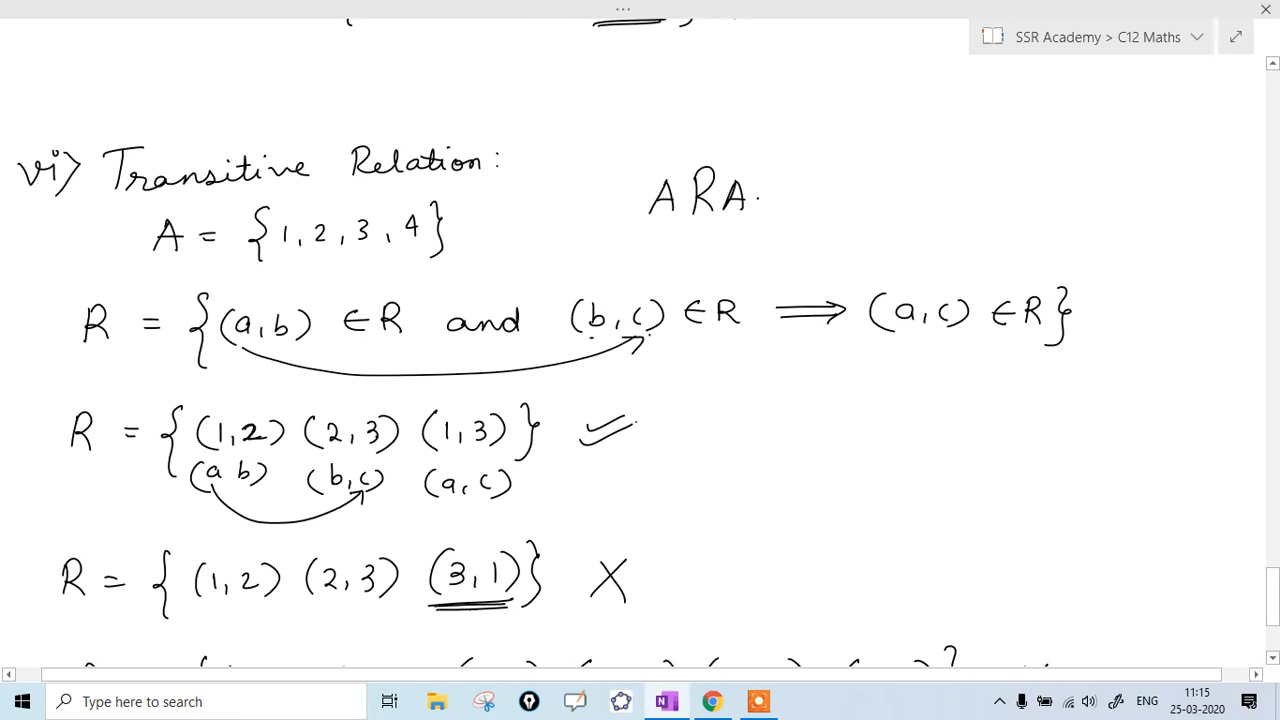 SSR Academy > C12 Maths
vi) Transitive Relation:
A R A.
A = {1, 2, 3, 4}
R = {(a,b) ∈ R and (b,c) ∈ R ⟹ (a,c) ∈ R}
R = {(1,2) (2,3) (1,3)} ✓
(a b) (b,c) (a,c)
R = {(1,2) (2,3) (3,1)} X
Type here to search
ENG
11:15
25-03-2020